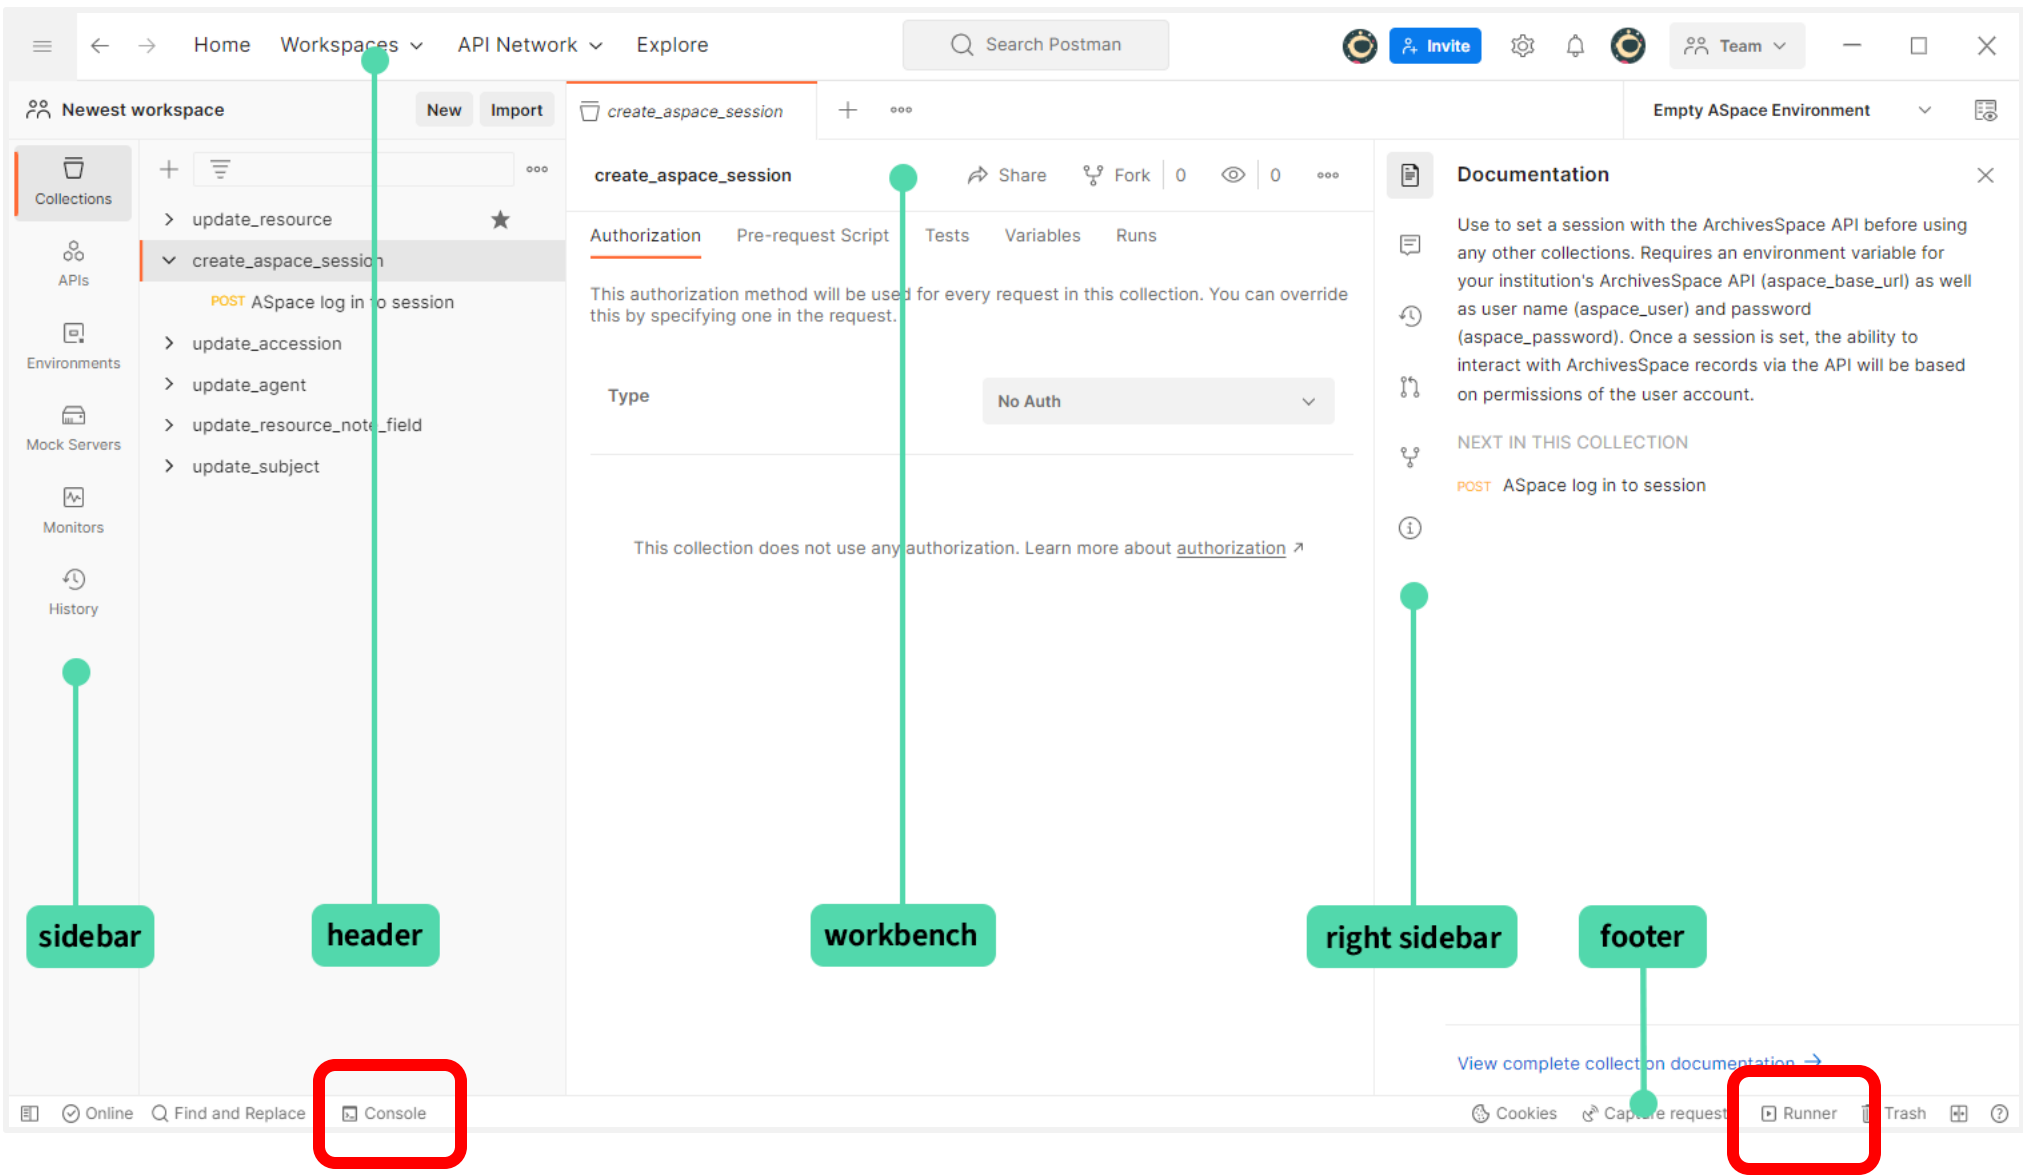 Home Workspaces API Network Explore Search Postman Invite Team
Newest workspace New Import create_aspace_session Empty ASpace Environment
Collections
APIs
Environments
Mock Servers
Monitors
History
update_resource
create_aspace_session
POST ASpace log in to session
update_accession
update_agent
update_resource_note_field
update_subject
create_aspace_session Share Fork 0 0
Authorization Pre-request Script Tests Variables Runs
This authorization method will be used for every request in this collection. You can override
this by specifying one in the request.
Type No Auth
This collection does not use any authorization. Learn more about authorization
Documentation
Use to set a session with the ArchivesSpace API before using
any other collections. Requires an environment variable for
your institution's ArchivesSpace API (aspace_base_url) as well
as user name (aspace_user) and password
(aspace_password). Once a session is set, the ability to
interact with ArchivesSpace records via the API will be based
on permissions of the user account.
NEXT IN THIS COLLECTION
POST ASpace log in to session
sidebar header workbench right sidebar footer
View complete collection documentation
Online Find and Replace Console Cookies Capture request Runner Trash